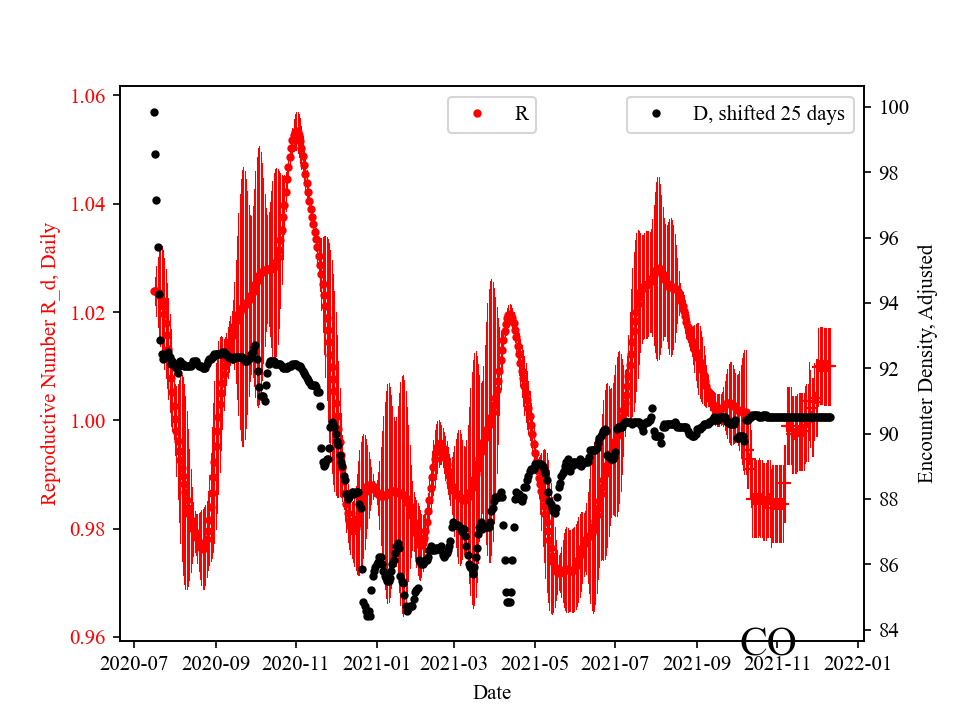 R
D, shifted 25 days
Reproductive Number R_d, Daily
1.06
1.04
1.02
1.00
0.98
0.96
100
98
96
94
92
90
88
86
84
Encounter Density, Adjusted
CO
2020-07 2020-09 2020-11 2021-01 2021-03 2021-05 2021-07 2021-09 2021-11 2022-01
Date